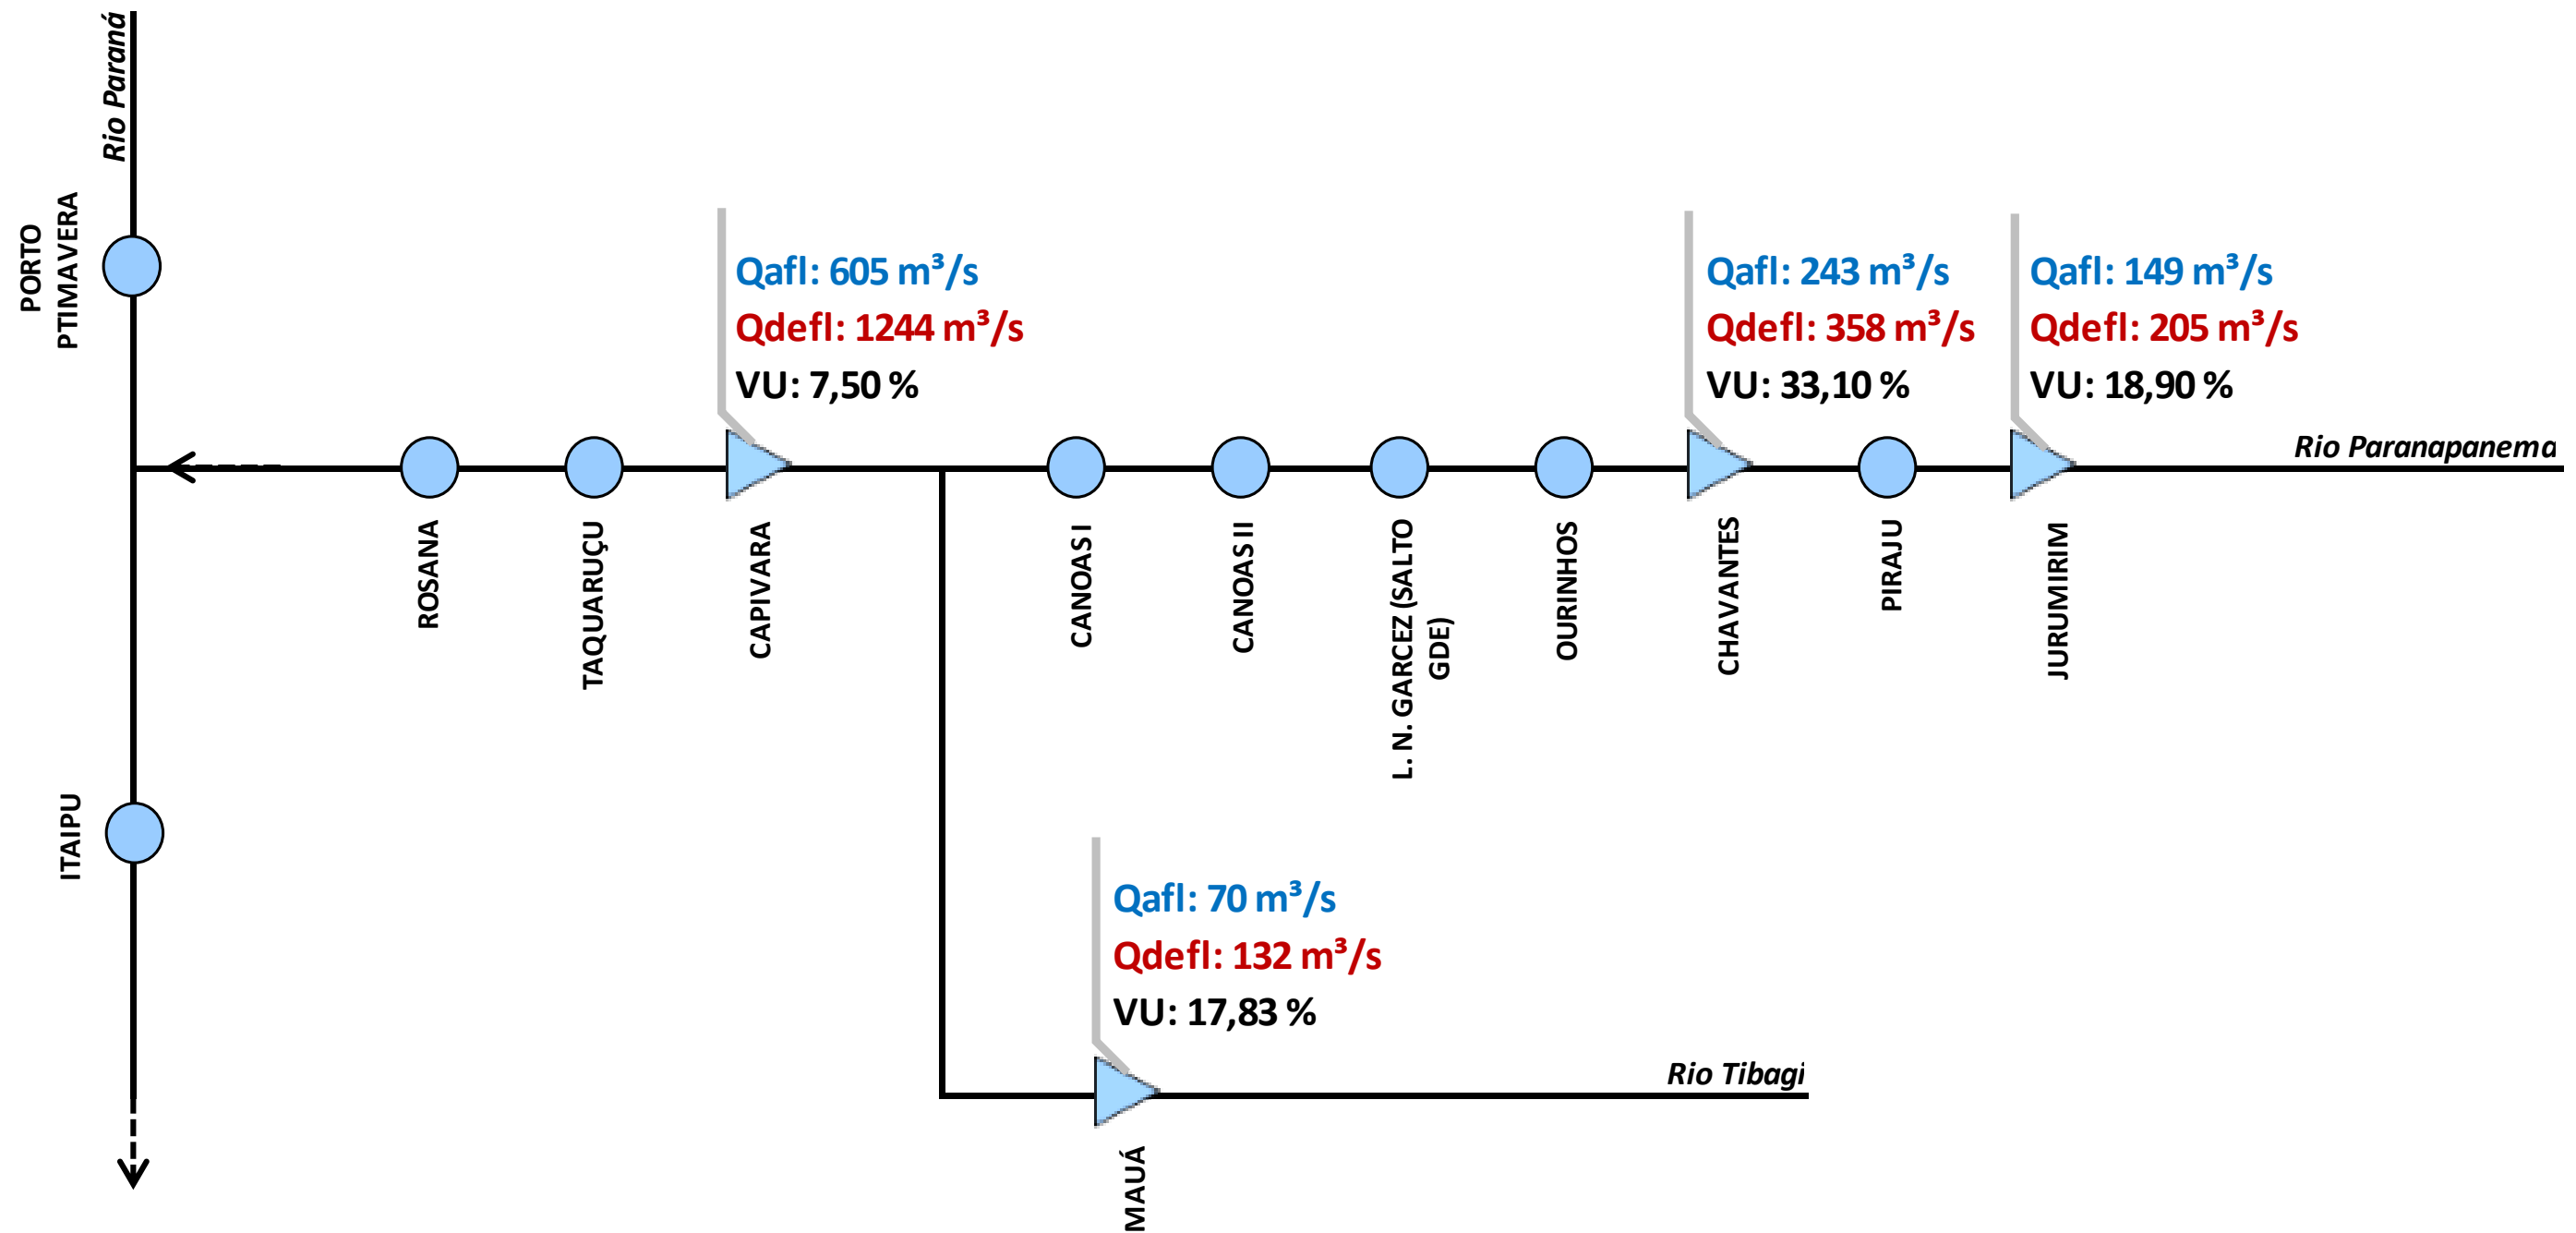 Rio Paraná
PORTO
PTIMAVERA
Qafl: 605 m³/s
Qdefl: 1244 m³/s
VU: 7,50 %
Qafl: 243 m³/s
Qdefl: 358 m³/s
VU: 33,10 %
Qafl: 149 m³/s
Qdefl: 205 m³/s
VU: 18,90 %
Rio Paranapanema
ROSANA
TAQUARUÇU
CAPIVARA
CANOAS I
CANOAS II
L. N. GARCEZ (SALTO
GDE)
OURINHOS
CHAVANTES
PIRAJU
JURUMIRIM
ITAIPU
Qafl: 70 m³/s
Qdefl: 132 m³/s
VU: 17,83 %
Rio Tibagi
MAUÁ